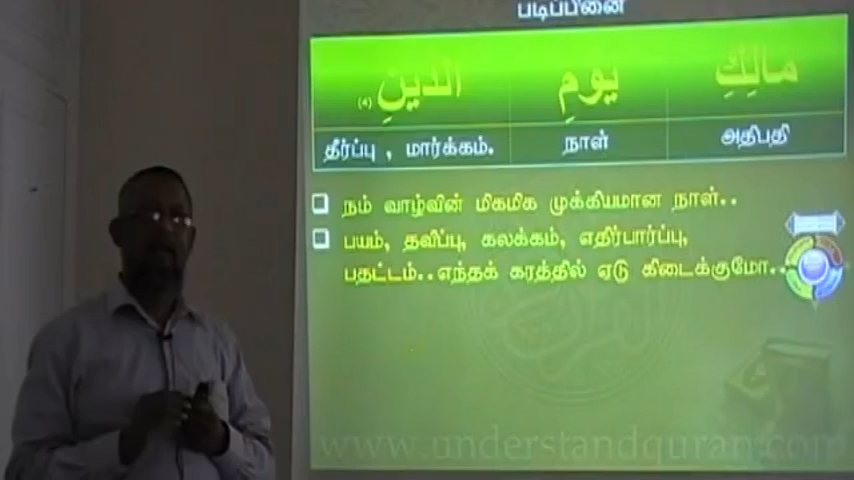 படிப்பினை
مَالِكِ يَوْمِ الدِّينِ (4)
தீர்ப்பு , மார்க்கம். நாள் அதிபதி
நம் வாழ்வின் மிகமிக முக்கியமான நாள்..
பயம், தவிப்பு, கலக்கம், எதிர்பார்ப்பு,
பதட்டம்..எந்தக் கரத்தில் ஏடு கிடைக்குமோ..
www.understandquran.com